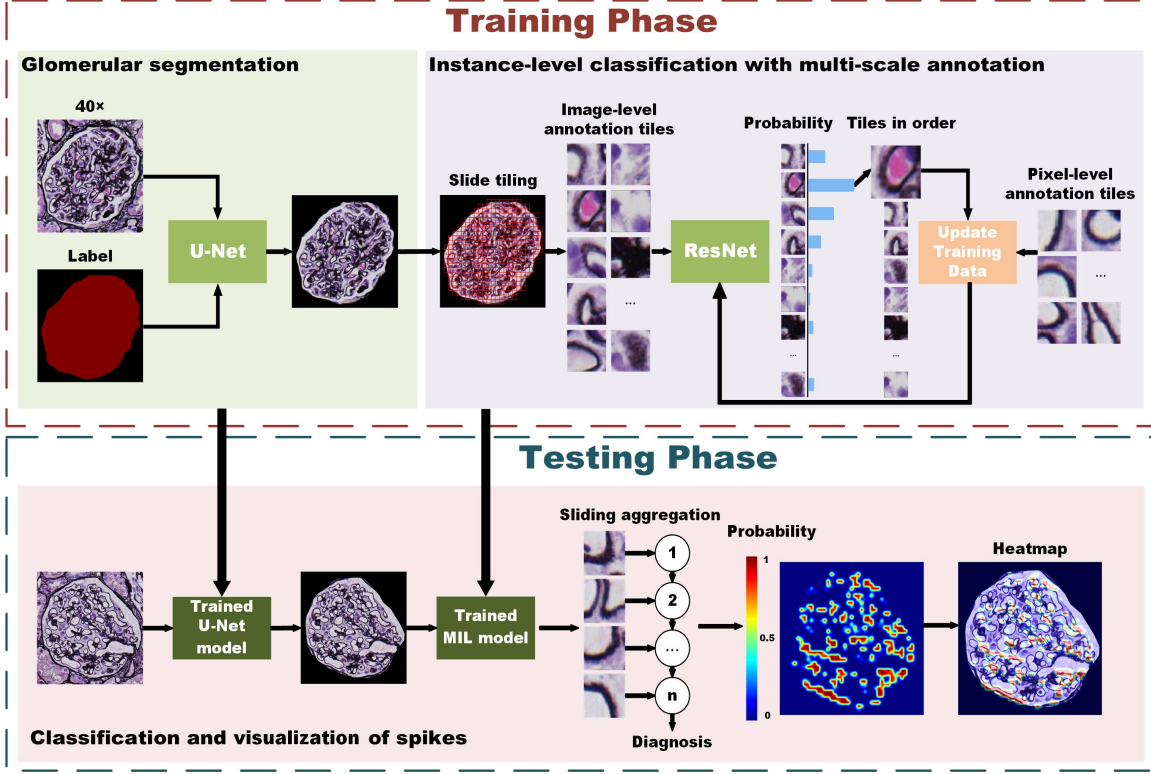 Training Phase
Glomerular segmentation
40×
Label
U-Net
Instance-level classification with multi-scale annotation
Slide tiling
Image-level
annotation tiles
...
ResNet
Probability
...
Tiles in order
...
Update
Training
Data
Pixel-level
annotation tiles
...
Testing Phase
Trained
U-Net
model
Trained
MIL model
Sliding aggregation
1
2
...
n
Diagnosis
Probability
1
0.5
0
Heatmap
Classification and visualization of spikes